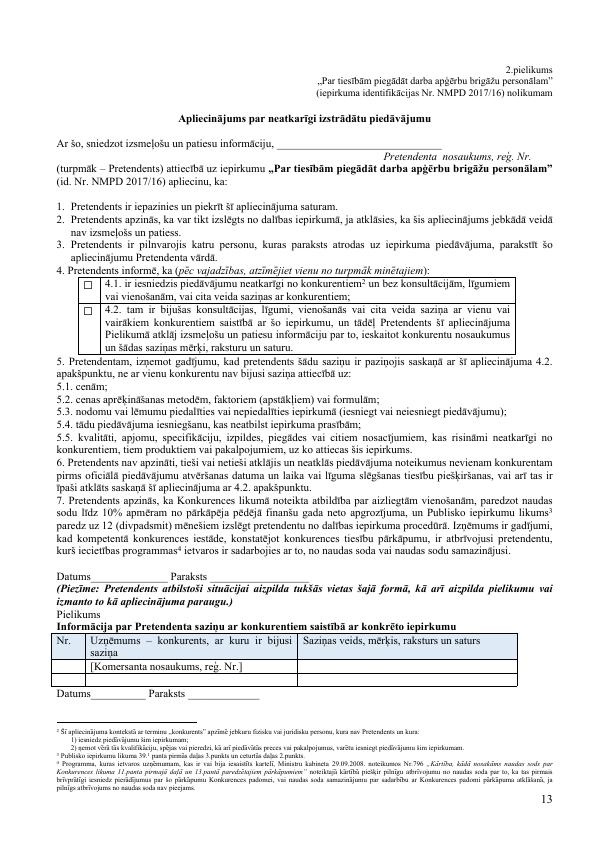 2.pielikums
„Par tiesībām piegādāt darba apģērbu brigāžu personālam”
(iepirkuma identifikācijas Nr. NMPD 2017/16) nolikumam
Apliecinājums par neatkarīgi izstrādātu piedāvājumu
Ar šo, sniedzot izsmeļošu un patiesu informāciju, ________________________________
Pretendenta nosaukums, reģ. Nr.
(turpmāk – Pretendents) attiecībā uz iepirkumu „Par tiesībām piegādāt darba apģērbu brigāžu personālam”
(id. Nr. NMPD 2017/16) apliecinu, ka:
1. Pretendents ir iepazinies un piekrīt šī apliecinājuma saturam.
2. Pretendents apzinās, ka var tikt izslēgts no dalības iepirkumā, ja atklāsies, ka šis apliecinājums jebkādā veidā
nav izsmeļošs un patiess.
3. Pretendents ir pilnvarojis katru personu, kuras paraksts atrodas uz iepirkuma piedāvājuma, parakstīt šo
apliecinājumu Pretendenta vārdā.
4. Pretendents informē, ka (pēc vajadzības, atzīmējiet vienu no turpmāk minētajiem):
□ 4.1. ir iesniedzis piedāvājumu neatkarīgi no konkurentiem² un bez konsultācijām, līgumiem
vai vienošanām, vai cita veida saziņas ar konkurentiem;
□ 4.2. tam ir bijušas konsultācijas, līgumi, vienošanās vai cita veida saziņa ar vienu vai
vairākiem konkurentiem saistībā ar šo iepirkumu, un tādēļ Pretendents šī apliecinājuma
Pielikumā atklāj izsmeļošu un patiesu informāciju par to, ieskaitot konkurentu nosaukumus
un šādas saziņas mērķi, raksturu un saturu.
5. Pretendentam, izņemot gadījumu, kad pretendents šādu saziņu ir paziņojis saskaņā ar šī apliecinājuma 4.2.
apakšpunktu, ne ar vienu konkurentu nav bijusi saziņa attiecībā uz:
5.1. cenām;
5.2. cenas aprēķināšanas metodēm, faktoriem (apstākļiem) vai formulām;
5.3. nodomu vai lēmumu piedalīties vai nepiedalīties iepirkumā (iesniegt vai neiesniegt piedāvājumu);
5.4. tādu piedāvājuma iesniegšanu, kas neatbilst iepirkuma prasībām;
5.5. kvalitāti, apjomu, specifikāciju, izpildes, piegādes vai citiem nosacījumiem, kas risināmi neatkarīgi no
konkurentiem, tiem produktiem vai pakalpojumiem, uz ko attiecas šis iepirkums.
6. Pretendents nav apzināti, tieši vai netieši atklājis un neatklās piedāvājuma noteikumus nevienam konkurentam
pirms oficiālā piedāvājumu atvēršanas datuma un laika vai līguma slēgšanas tiesību piešķiršanas, vai arī tas ir
īpaši atklāts saskaņā šī apliecinājuma ar 4.2. apakšpunktu.
7. Pretendents apzinās, ka Konkurences likumā noteikta atbildība par aizliegtām vienošanām, paredzot naudas
sodu līdz 10% apmēram no pārkāpēja pēdējā finanšu gada neto apgrozījuma, un Publisko iepirkumu likums³
paredz uz 12 (divpadsmit) mēnešiem izslēgt pretendentu no dalības iepirkuma procedūrā. Izņēmums ir gadījumi,
kad kompetentā konkurences iestāde, konstatējot konkurences tiesību pārkāpumu, ir atbrīvojusi pretendentu,
kurš iecietības programmas⁴ ietvaros ir sadarbojies ar to, no naudas soda vai naudas sodu samazinājusi.
Datums_______________ Paraksts ____________________
(Piezīme: Pretendents atbilstoši situācijai aizpilda tukšās vietas šajā formā, kā arī aizpilda pielikumu vai
izmanto to kā apliecinājuma paraugu.)
Pielikums
Informācija par Pretendenta saziņu ar konkurentiem saistībā ar konkrēto iepirkumu
Nr. Uzņēmums – konkurents, ar kuru ir bijusi Saziņas veids, mērķis, raksturs un saturs
saziņa
[Komersanta nosaukums, reģ. Nr.]
Datums___________ Paraksts ______________
² Šī apliecinājuma kontekstā ar terminu „konkurents” apzīmē jebkuru fizisku vai juridisku personu, kura nav Pretendents un kura:
1) iesniedz piedāvājumu šim iepirkumam;
2) ņemot vērā tās kvalifikāciju, spējas vai pieredzi, kā arī piedāvātās preces vai pakalpojumus, varētu iesniegt piedāvājumu šim iepirkumam.
³ Publisko iepirkumu likuma 39.¹ panta pirmās daļas 3.punkts un ceturtās daļas 2.punkts.
⁴ Programma, kuras ietvaros uzņēmumam, kas ir vai bija iesaistīts kartelī, Ministru kabineta 29.09.2008. noteikumos Nr.796 „Kārtība, kādā nosakāms naudas sods par
Konkurences likuma 11.panta pirmajā daļā un 13.pantā paredzētajiem pārkāpumiem” noteiktajā kārtībā piešķir pilnīgu atbrīvojumu no naudas soda par to, ka tas pirmais
brīvprātīgi iesniedz pierādījumus par šo pārkāpumu Konkurences padomei, vai naudas soda samazinājumu par sadarbību ar Konkurences padomi pārkāpuma atklāšanā, ja
pilnīgs atbrīvojums no naudas soda nav pieejams.
13